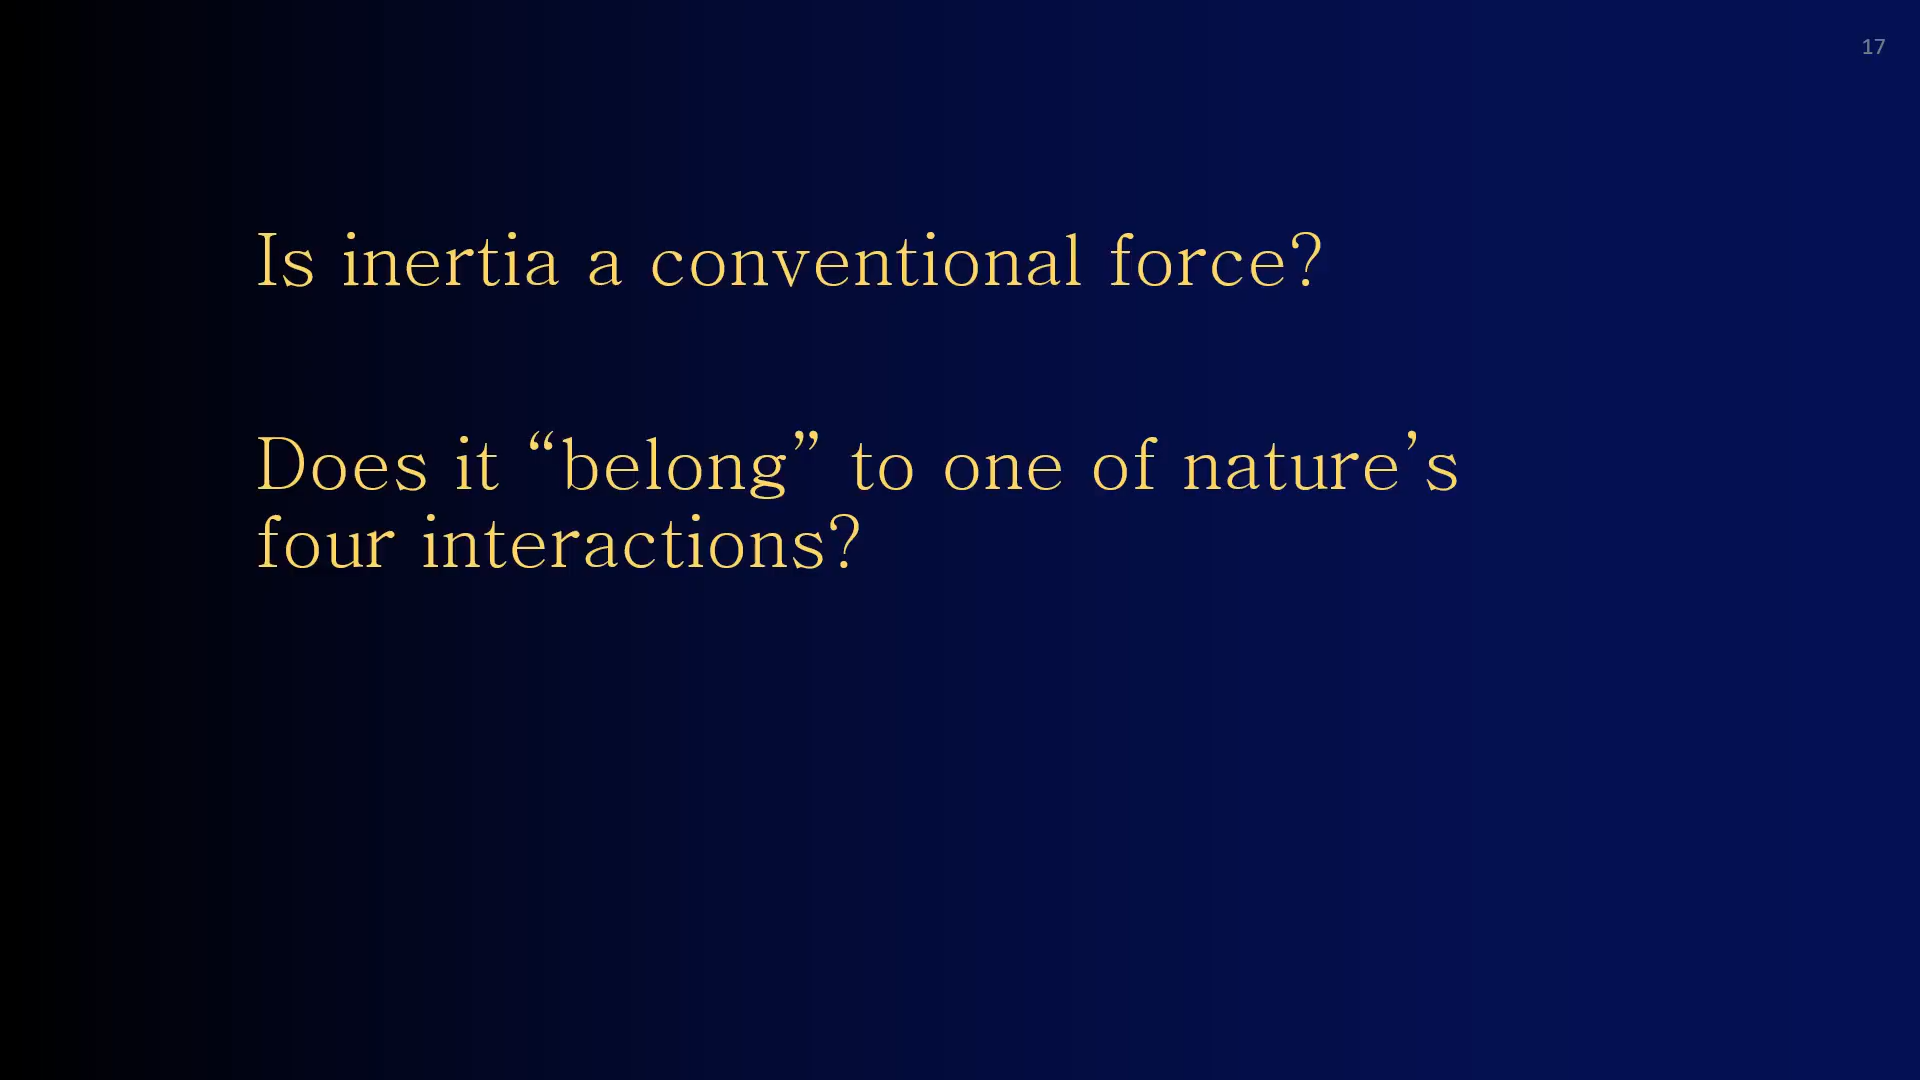 17
Is inertia a conventional force?
Does it “belong” to one of nature’s
four interactions?